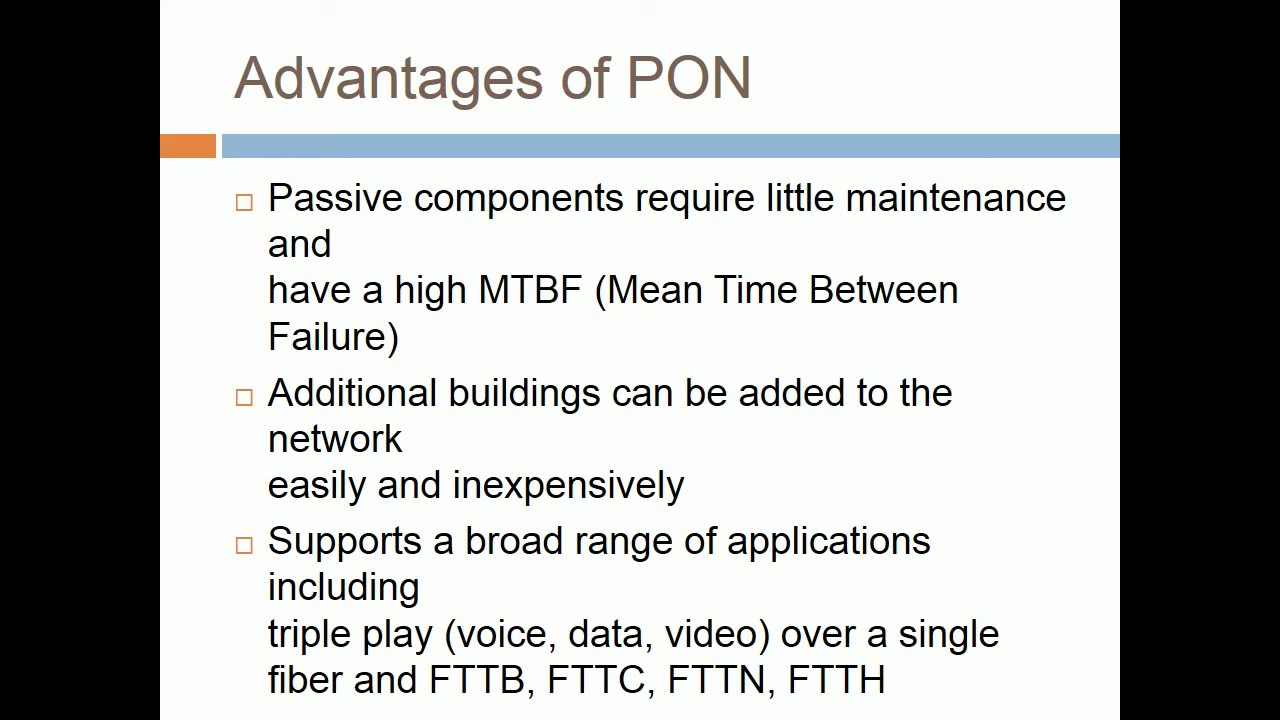 Advantages of PON
Passive components require little maintenance
and
have a high MTBF (Mean Time Between
Failure)
Additional buildings can be added to the
network
easily and inexpensively
Supports a broad range of applications
including
triple play (voice, data, video) over a single
fiber and FTTB, FTTC, FTTN, FTTH